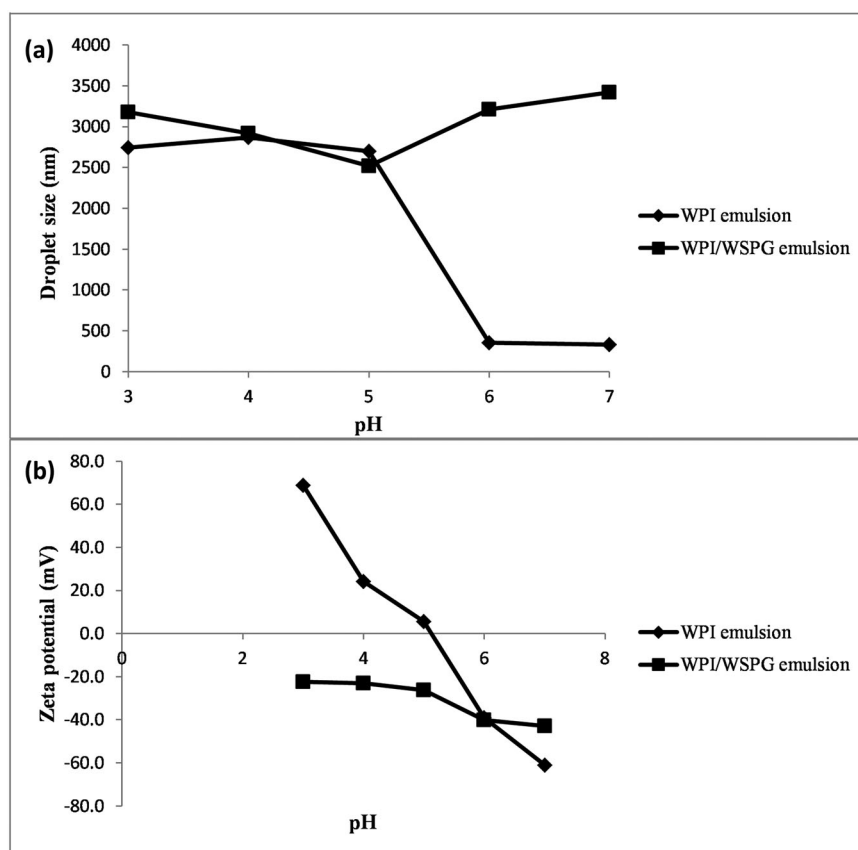 (a)
4000
3500
3000
2500
2000
1500
1000
500
0
Droplet size (nm)
3 4 5 6 7
pH
WPI emulsion
WPI/WSPG emulsion
(b)
80.0
60.0
40.0
20.0
0.0
-20.0
-40.0
-60.0
-80.0
Zeta potential (mV)
0 2 4 6 8
pH
WPI emulsion
WPI/WSPG emulsion